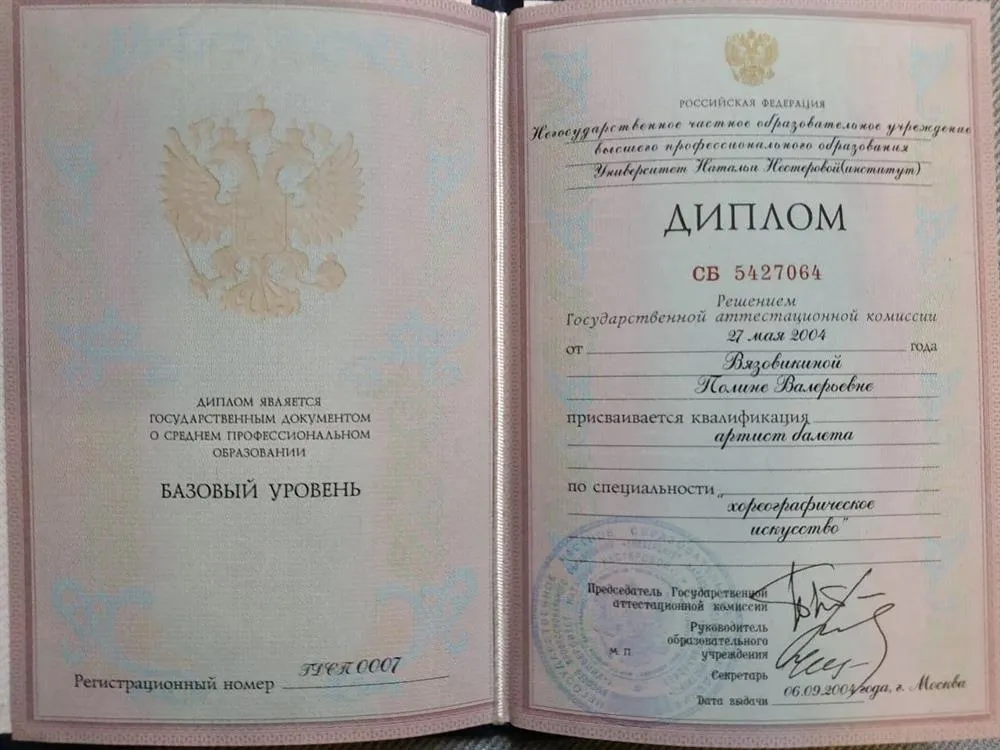 ДИПЛОМ ЯВЛЯЕТСЯ
ГОСУДАРСТВЕННЫМ ДОКУМЕНТОМ
О СРЕДНЕМ ПРОФЕССИОНАЛЬНОМ
ОБРАЗОВАНИИ
БАЗОВЫЙ УРОВЕНЬ
Регистрационный номер ГДСП 0007
РОССИЙСКАЯ ФЕДЕРАЦИЯ
Негосударственное частное образовательное учреждение
высшего профессионального образования
Университет Натальи Нестеровой(институт)
ДИПЛОМ
СБ 5427064
Решением
Государственной аттестационной комиссии
от 27 мая 2004 года
Вязовикиной
Полине Валерьевне
присваивается квалификация
артист балета
по специальности
"хореографическое
искусство"
Председатель Государственной
аттестационной комиссии
Руководитель
образовательного
учреждения
М. П.
Секретарь
Дата выдачи 06.09.2004 года, г. Москва